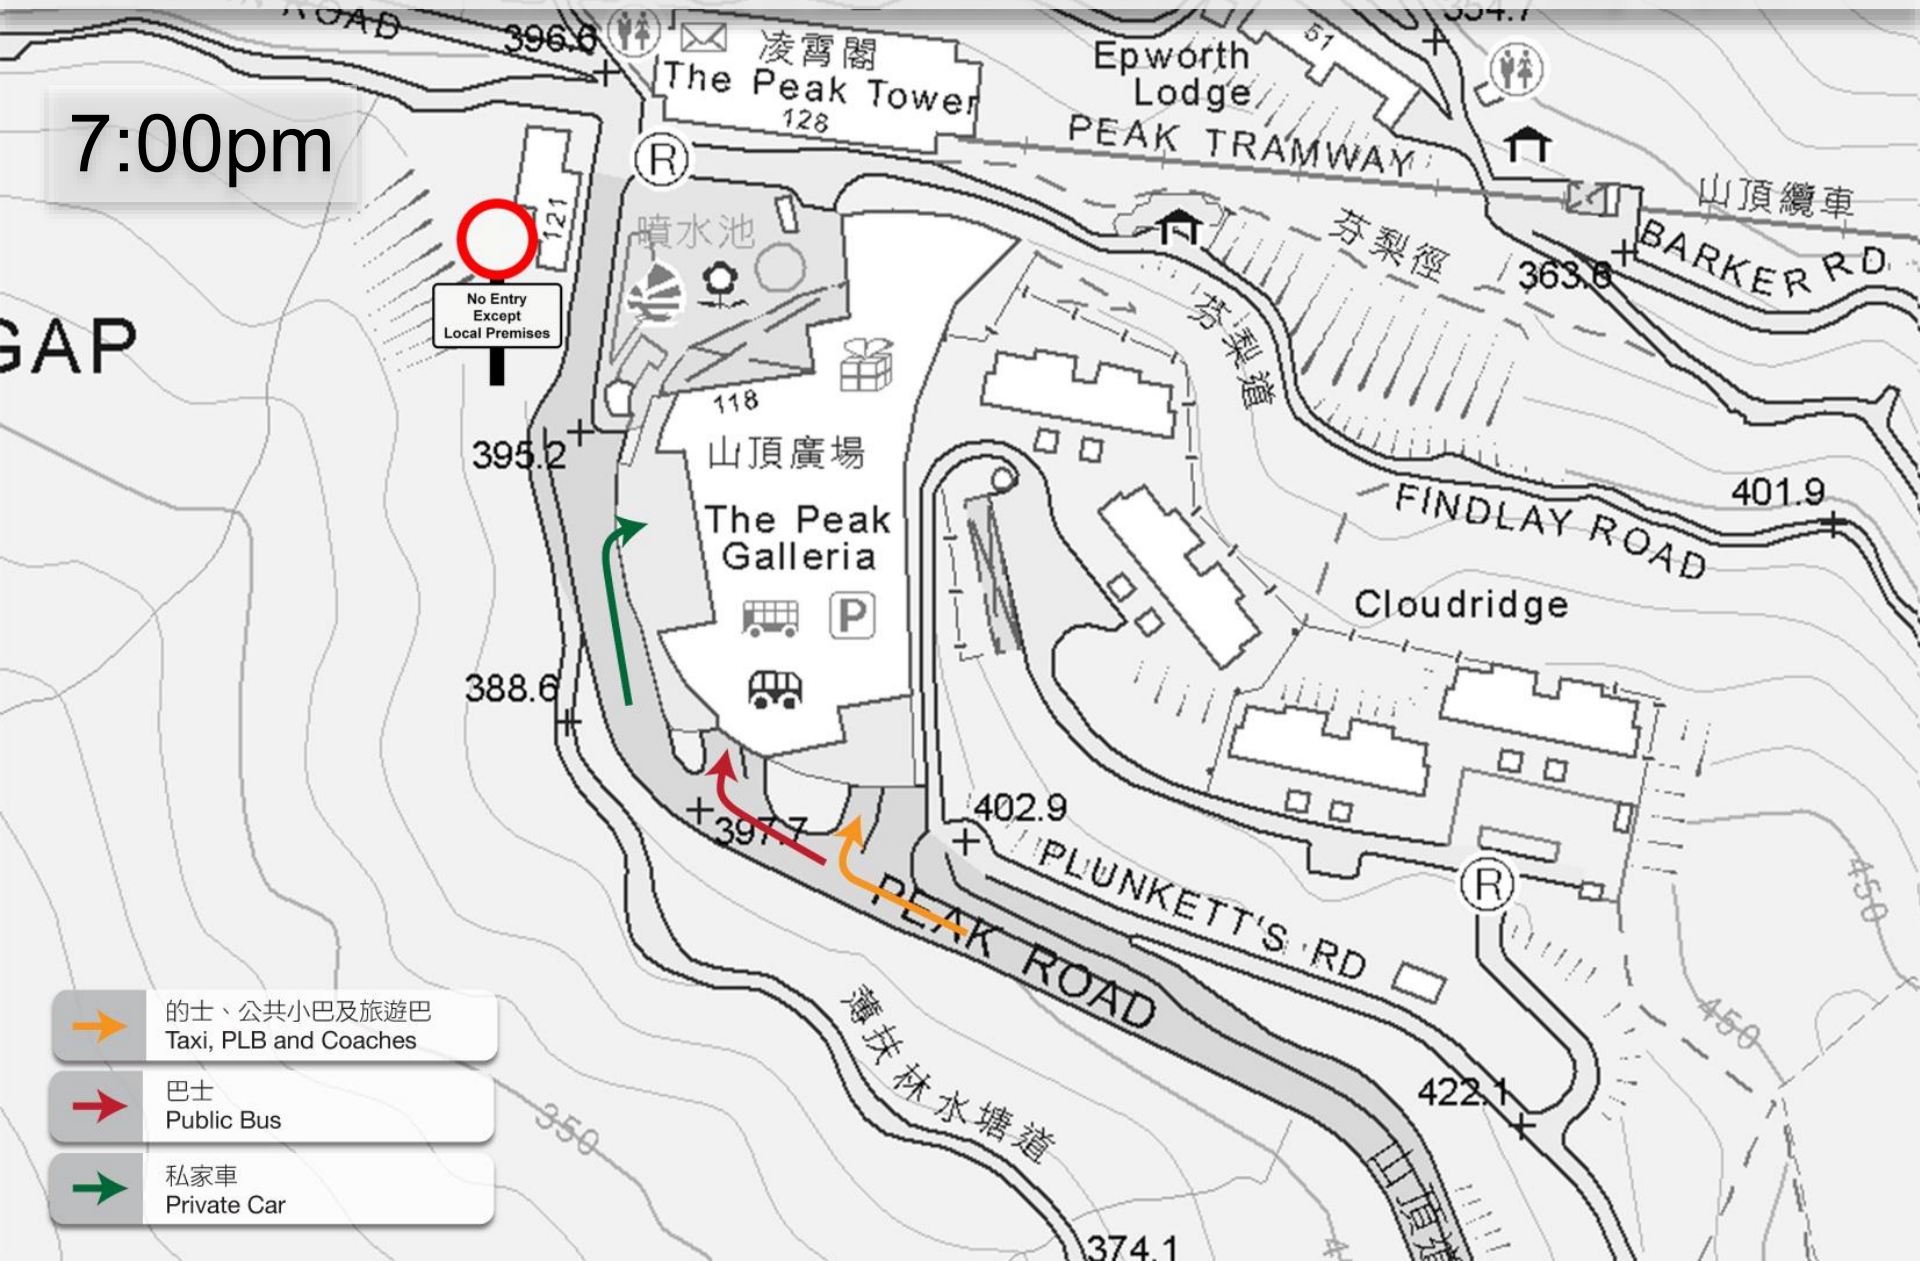 ROAD
396.6
凌霄閣
The Peak Tower
128
Epworth
Lodge
51
PEAK TRAMWAY
山頂纜車
BARKER RD
363.6
芬梨徑
芬梨道
7:00pm
R
121
噴水池
No Entry
Except
Local Premises
GAP
395.2
118
山頂廣場
The Peak
Galleria
P
388.6
397.7
FINDLAY ROAD
401.9
Cloudridge
402.9
PLUNKETT'S RD
R
PEAK ROAD
450
450
422.1
薄扶林水塘道
山頂道
350
374.1
的士、公共小巴及旅遊巴
Taxi, PLB and Coaches
巴士
Public Bus
私家車
Private Car